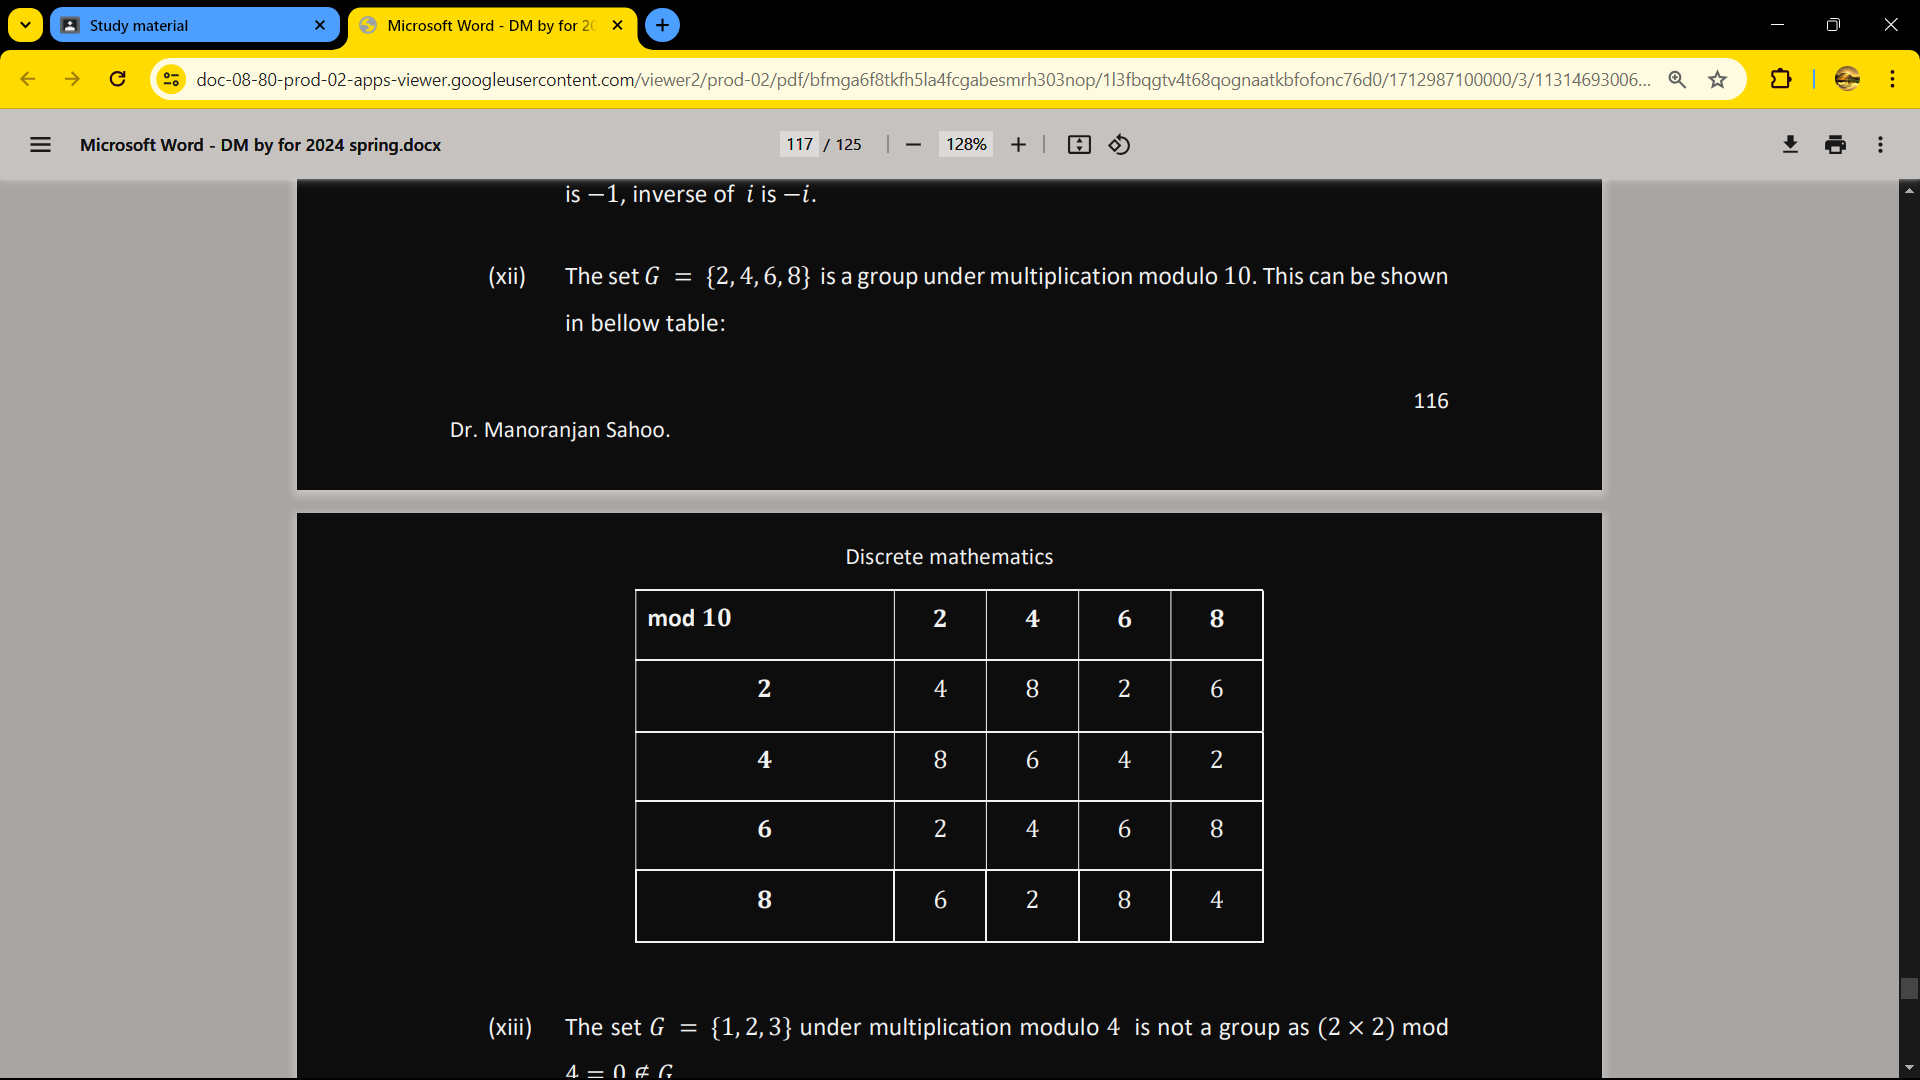 Study material
Microsoft Word - DM by for 20
doc-08-80-prod-02-apps-viewer.googleusercontent.com/viewer2/prod-02/pdf/bfmga6f8tkfh5la4fcgabesmrh303nop/1l3fbqgtv4t68qognaatkbfofonc76d0/1712987100000/3/11314693006...
Microsoft Word - DM by for 2024 spring.docx
117 / 125
128%
is −1, inverse of i is −i.
(xii) The set G = {2, 4, 6, 8} is a group under multiplication modulo 10. This can be shown
in bellow table:
116
Dr. Manoranjan Sahoo.
Discrete mathematics
mod 10 2 4 6 8
2 4 8 2 6
4 8 6 4 2
6 2 4 6 8
8 6 2 8 4
(xiii) The set G = {1, 2, 3} under multiplication modulo 4 is not a group as (2 × 2) mod
4 = 0 ∉ G